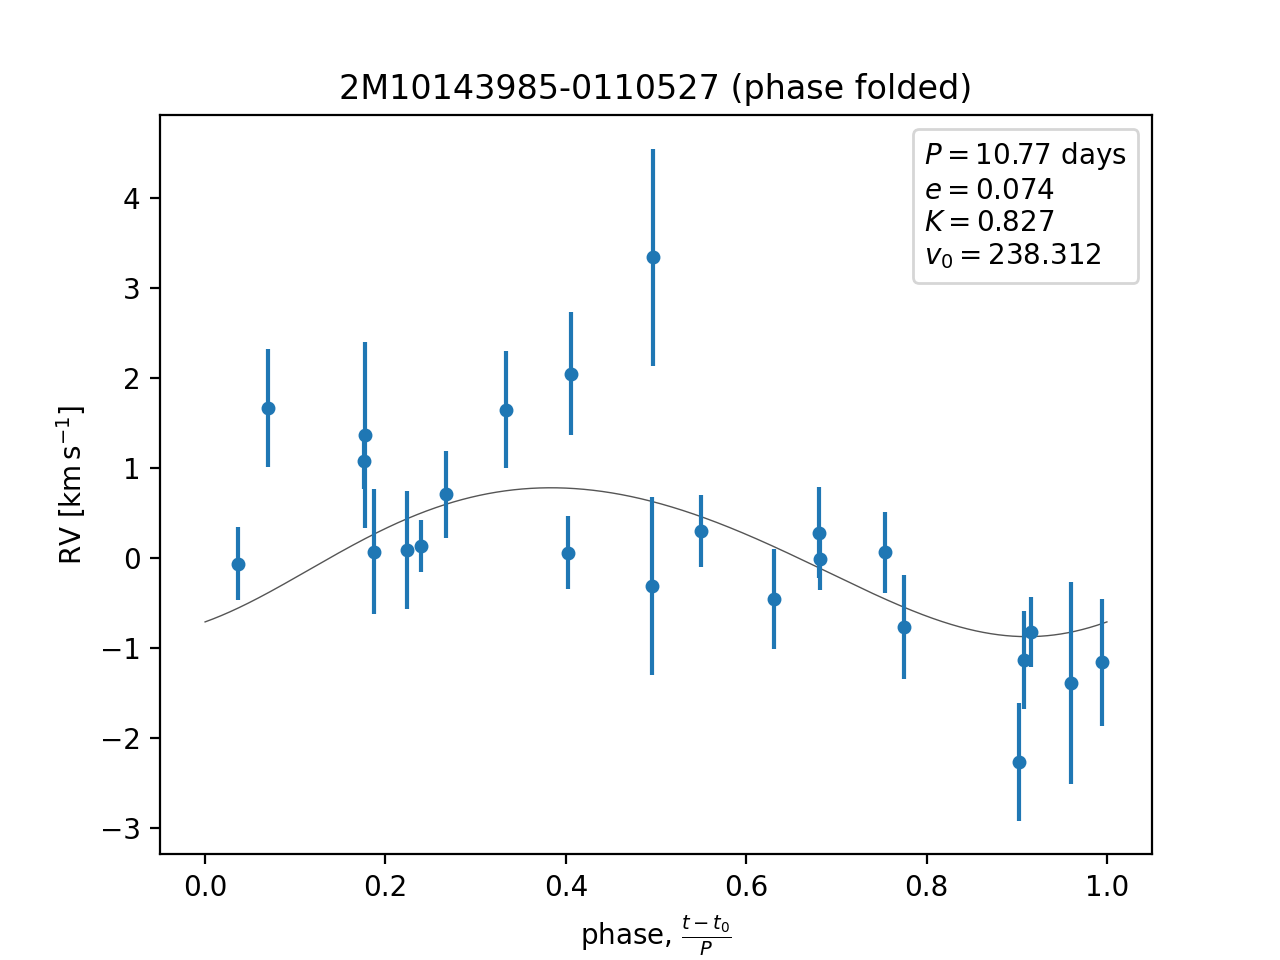 2M10143985-0110527 (phase folded)
P = 10.77 days
e = 0.074
K = 0.827
v₀ = 238.312
RV [km s⁻¹]
4
3
2
1
0
−1
−2
−3
0.0 0.2 0.4 0.6 0.8 1.0
phase, (t − t₀)/P